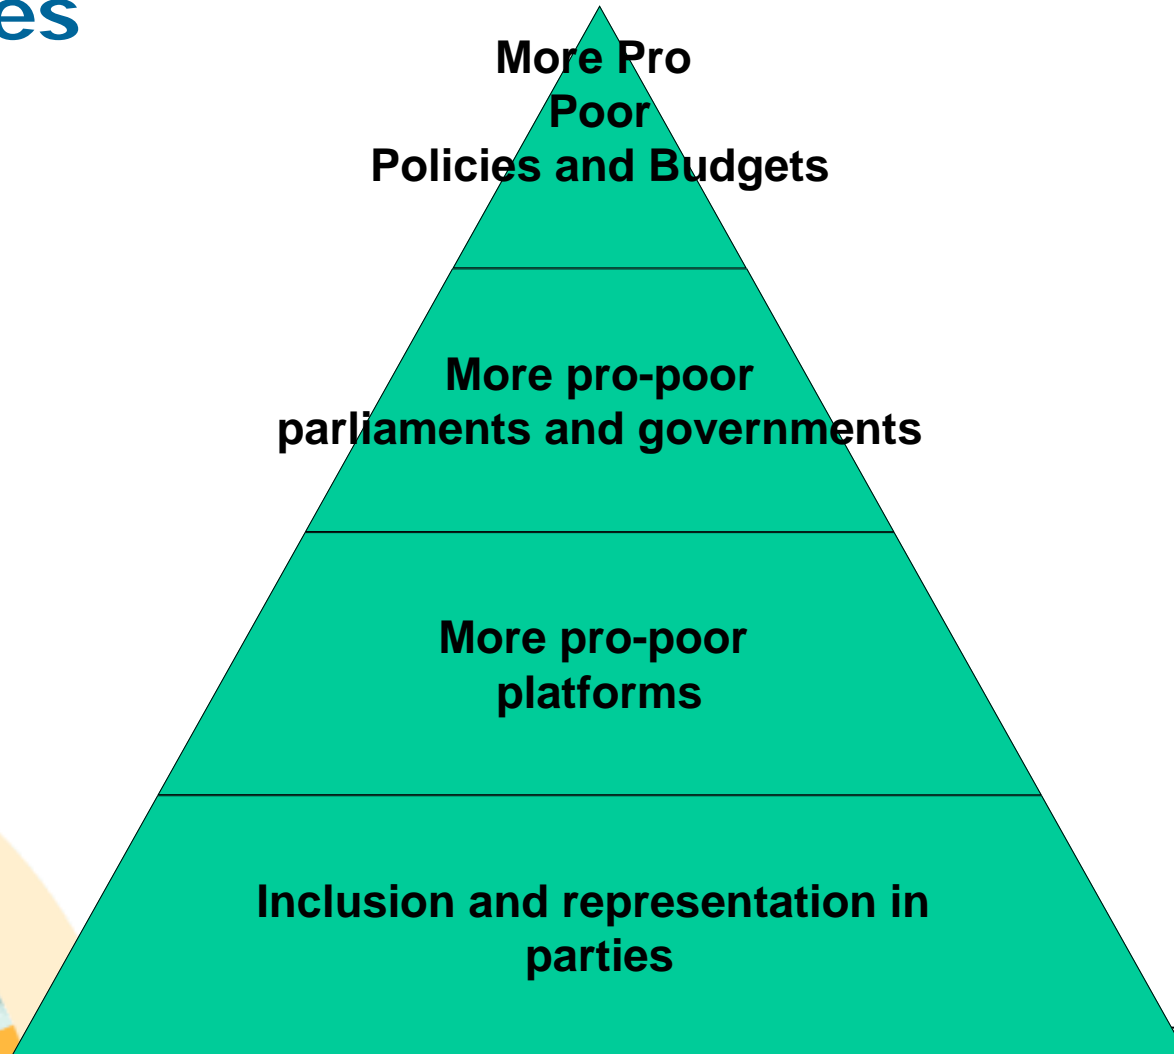 es
More Pro
Poor
Policies and Budgets
More pro-poor
parliaments and governments
More pro-poor
platforms
Inclusion and representation in
parties